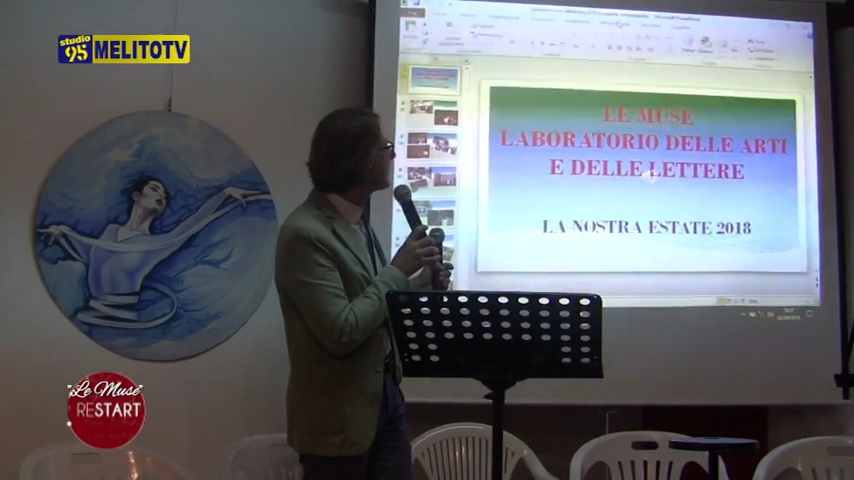 studio
95 MELITOTV
LE MUSE
LABORATORIO DELLE ARTI
E DELLE LETTERE
LA NOSTRA ESTATE 2018
Le Muse
RESTART